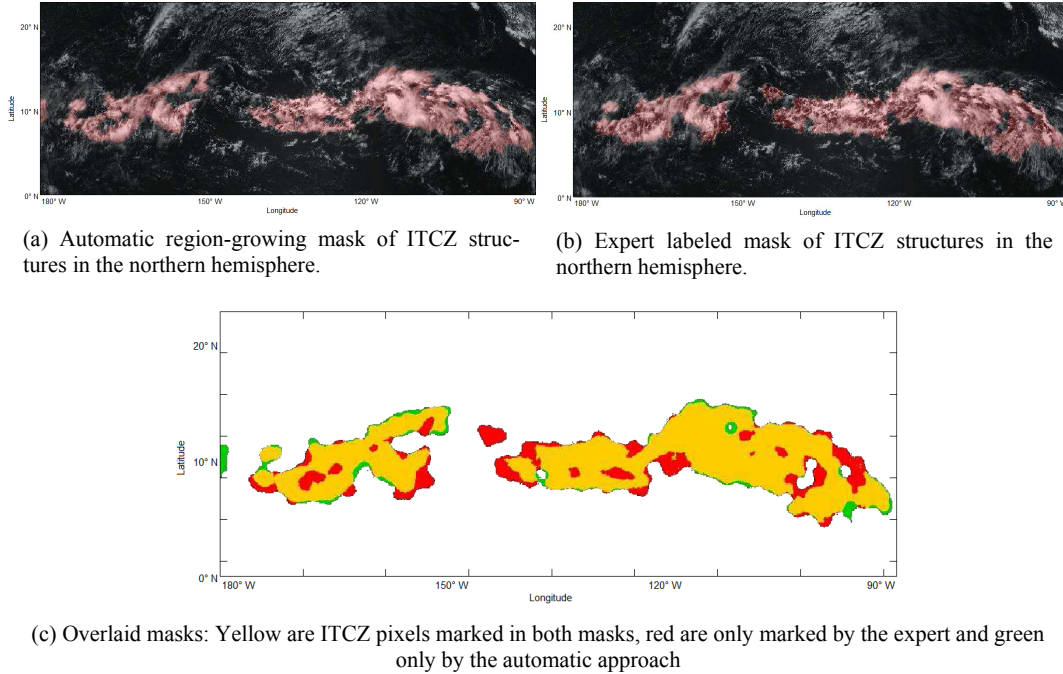 20° N
Latitude
10° N
0° N
180° W
150° W
120° W
90° W
Longitude
(a) Automatic region-growing mask of ITCZ struc-
tures in the northern hemisphere.
20° N
Latitude
10° N
0° N
180° W
150° W
120° W
90° W
Longitude
(b) Expert labeled mask of ITCZ structures in the
northern hemisphere.
20° N
Latitude
10° N
0° N
180° W
150° W
120° W
90° W
Longitude
(c) Overlaid masks: Yellow are ITCZ pixels marked in both masks, red are only marked by the expert and green
only by the automatic approach